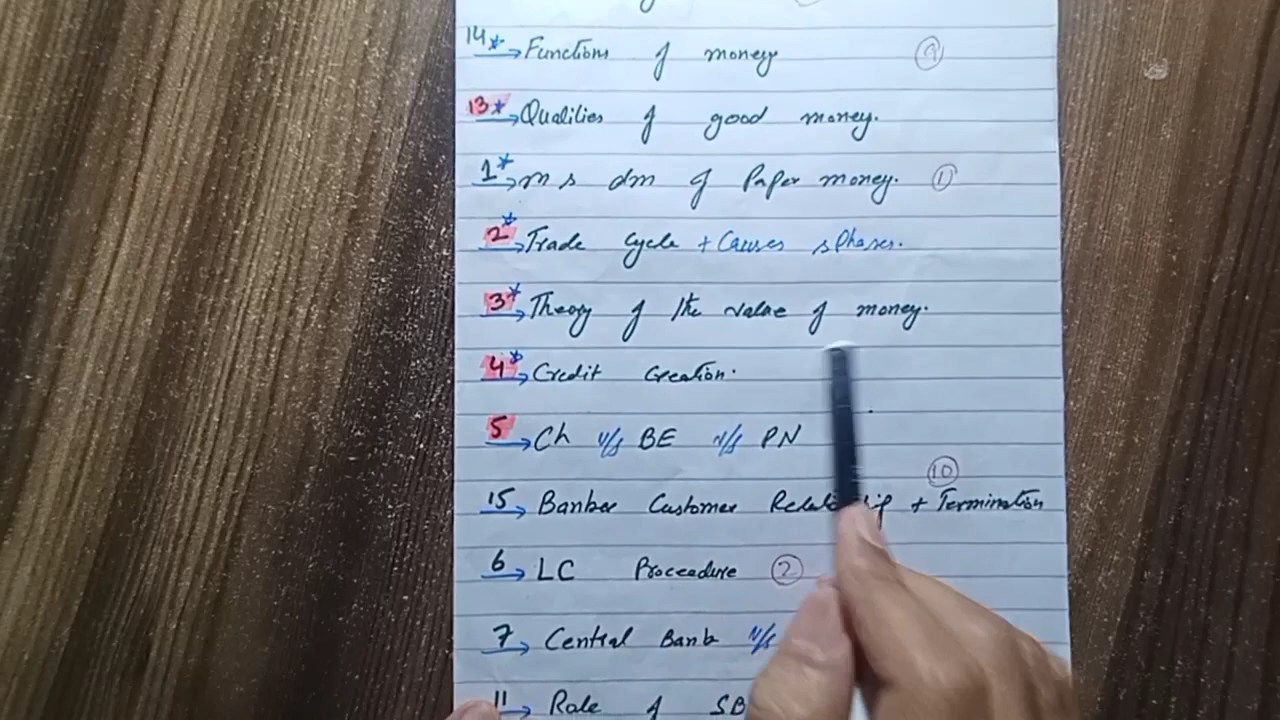 14* → Functions of money ⑨
13* → Qualities of good money.
1* → m s dm of Paper money. ①
2* → Trade Cycle + Causes s Phases.
3* → Theory of the value of money.
4* → Credit Creation.
5 → Ch v/s BE v/s PN
15 → Banker Customer Relationship + Termination ⑩
6 → LC Proceedure ②
7 → Central Bank v/s
11 → Role of SB